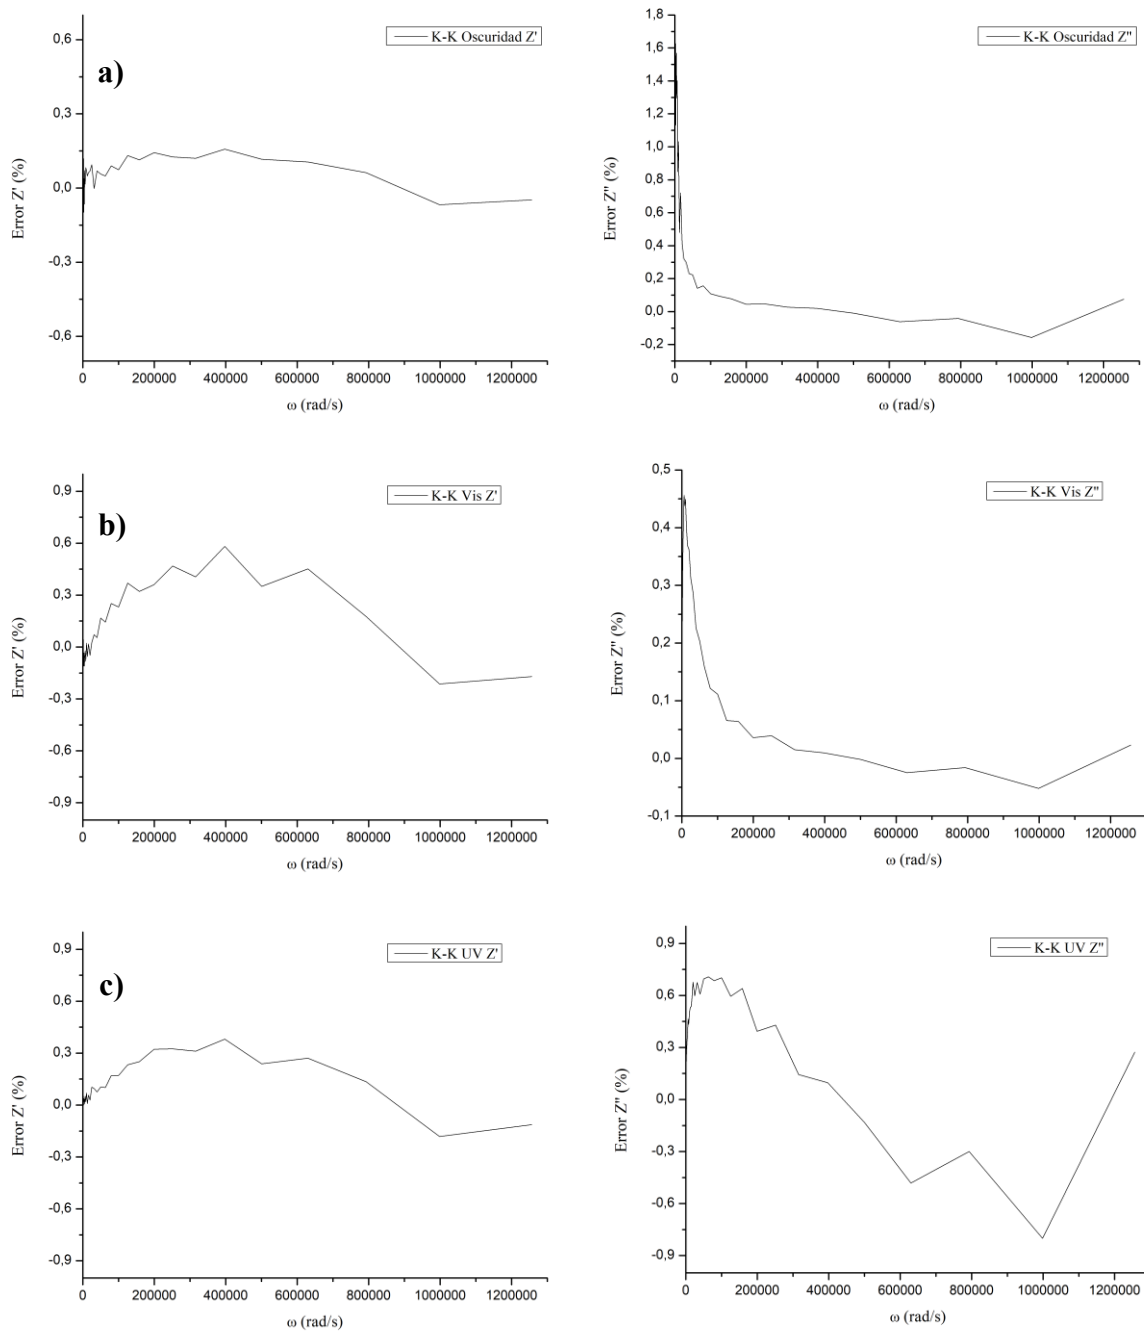 K-K Oscuridad Z'
a)
0,6
0,3
0,0
-0,3
-0,6
Error Z' (%)
0 200000 400000 600000 800000 1000000 1200000
ω (rad/s)
K-K Oscuridad Z''
1,8
1,6
1,4
1,2
1,0
0,8
0,6
0,4
0,2
0,0
-0,2
Error Z'' (%)
0 200000 400000 600000 800000 1000000 1200000
ω (rad/s)
K-K Vis Z'
b)
0,9
0,6
0,3
0,0
-0,3
-0,6
-0,9
Error Z' (%)
0 200000 400000 600000 800000 1000000 1200000
ω (rad/s)
K-K Vis Z''
0,5
0,4
0,3
0,2
0,1
0,0
-0,1
Error Z'' (%)
0 200000 400000 600000 800000 1000000 1200000
ω (rad/s)
K-K UV Z'
c)
0,9
0,6
0,3
0,0
-0,3
-0,6
-0,9
Error Z' (%)
0 200000 400000 600000 800000 1000000 1200000
ω (rad/s)
K-K UV Z''
0,9
0,6
0,3
0,0
-0,3
-0,6
-0,9
Error Z'' (%)
0 200000 400000 600000 800000 1000000 1200000
ω (rad/s)